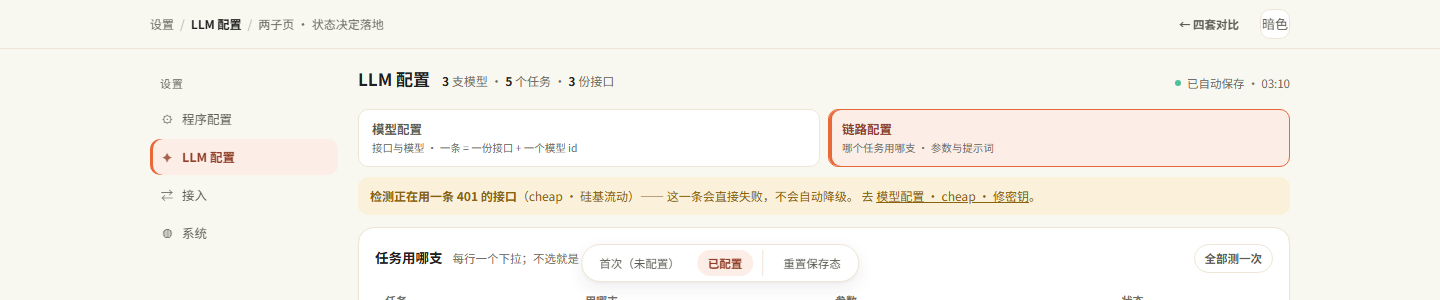 设置 / LLM 配置 / 两子页 · 状态决定落地
← 四套对比
暗色
设置
程序配置
LLM 配置
接入
系统
LLM 配置 3 支模型 · 5 个任务 · 3 份接口
已自动保存 · 03:10
模型配置
接口与模型 · 一条 = 一份接口 + 一个模型 id
链路配置
哪个任务用哪支 · 参数与提示词
检测正在用一条 401 的接口（cheap · 硅基流动）—— 这一条会直接失败，不会自动降级。 去 模型配置 · cheap · 修密钥。
任务用哪支 每行一个下拉；不选就是
首次（未配置）
已配置
重置保存态
全部测一次
任务 用哪支 参数 状态